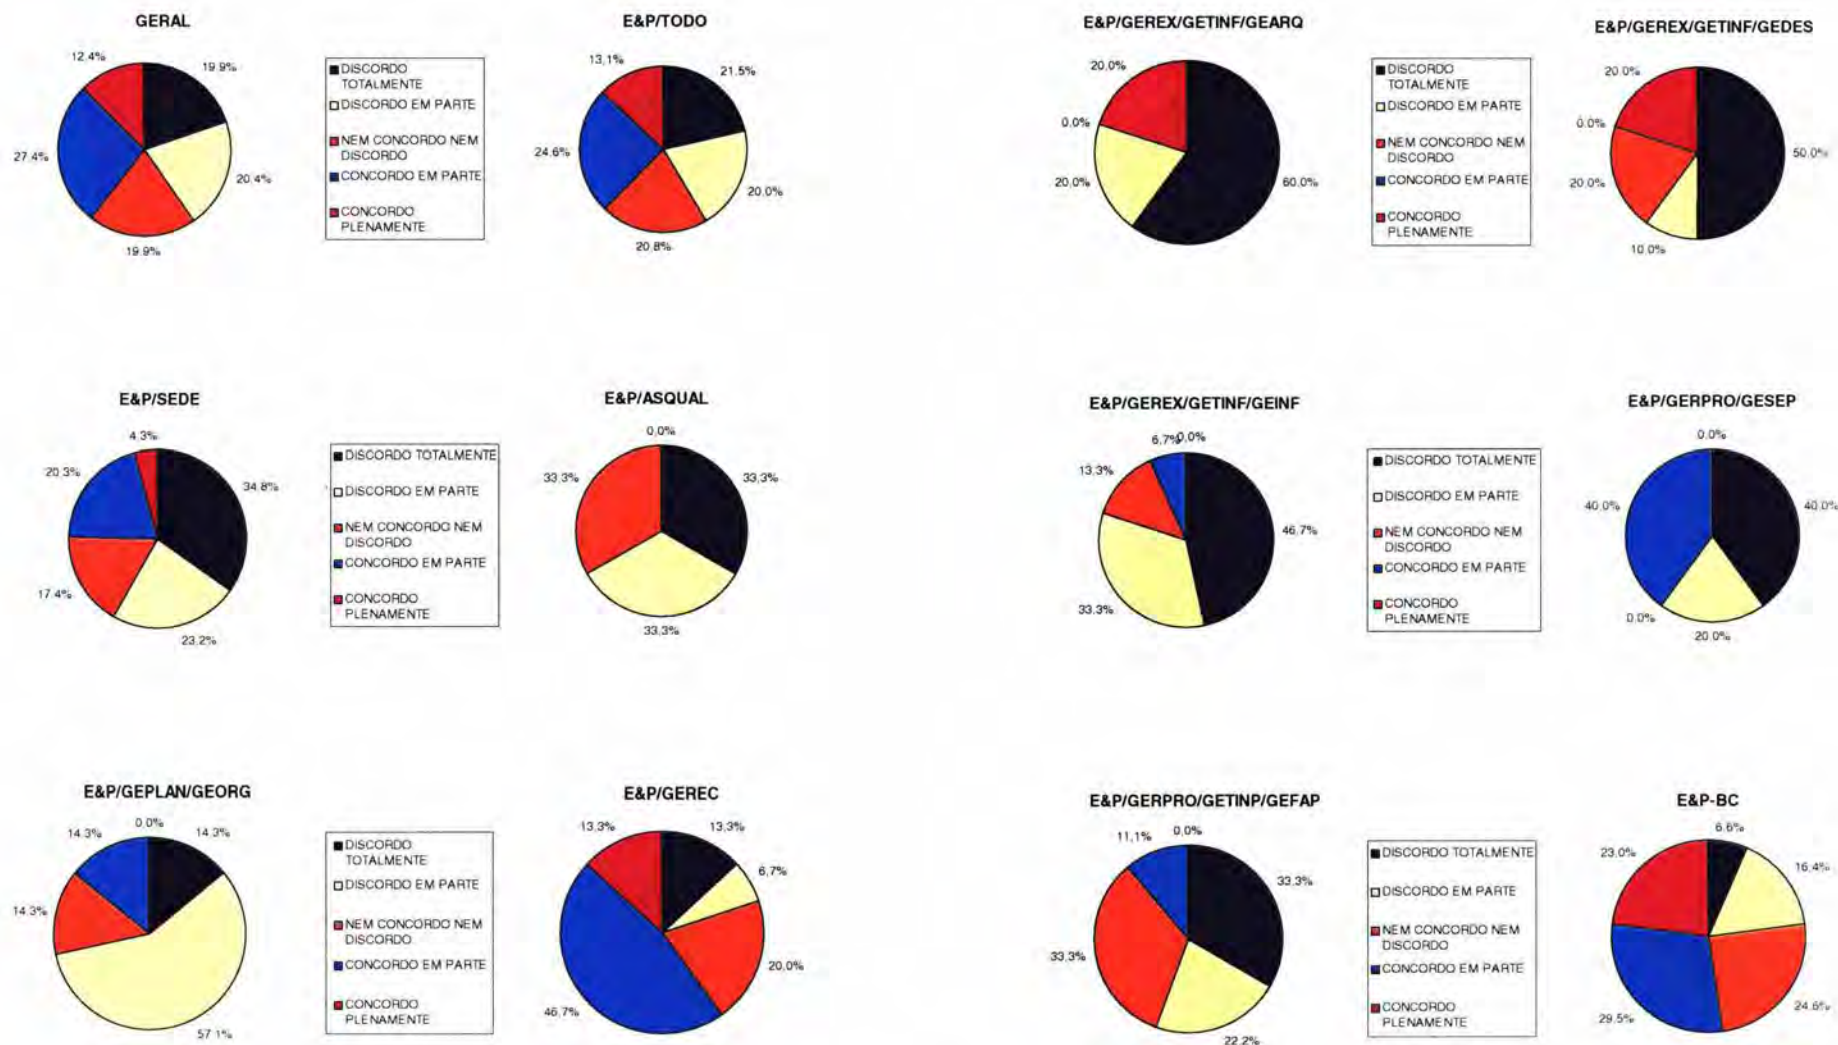 GERAL
12.4%
19.9%
27.4%
20.4%
19.9%
DISCORDO
TOTALMENTE
DISCORDO EM PARTE
NEM CONCORDO NEM
DISCORDO
CONCORDO EM PARTE
CONCORDO
PLENAMENTE
E&P/TODO
13,1%
21.5%
24.6%
20.0%
20.8%
E&P/GEREX/GETINF/GEARQ
20.0%
0.0%
20.0%
60.0%
DISCORDO
TOTALMENTE
DISCORDO EM PARTE
NEM CONCORDO NEM
DISCORDO
CONCORDO EM PARTE
CONCORDO
PLENAMENTE
E&P/GEREX/GETINF/GEDES
20.0%
0.0%
50.0%
20.0%
10.0%
E&P/SEDE
4.3%
20.3%
34.8%
17.4%
23.2%
DISCORDO TOTALMENTE
DISCORDO EM PARTE
NEM CONCORDO NEM
DISCORDO
CONCORDO EM PARTE
CONCORDO
PLENAMENTE
E&P/ASQUAL
0,0%
33,3%
33,3%
33,3%
E&P/GEREX/GETINF/GEINF
6,7%
0,0%
13.3%
46.7%
33.3%
DISCORDO TOTALMENTE
DISCORDO EM PARTE
NEM CONCORDO NEM
DISCORDO
CONCORDO EM PARTE
CONCORDO
PLENAMENTE
E&P/GERPRO/GESEP
0.0%
40.0%
40.0%
0.0%
20.0%
E&P/GEPLAN/GEORG
0.0%
14.3%
14.3%
14.3%
57.1%
DISCORDO
TOTALMENTE
DISCORDO EM PARTE
NEM CONCORDO NEM
DISCORDO
CONCORDO EM PARTE
CONCORDO
PLENAMENTE
E&P/GEREC
13,3%
13,3%
6,7%
20,0%
46,7%
E&P/GERPRO/GETINP/GEFAP
11,1%
0,0%
33,3%
33,3%
22,2%
DISCORDO TOTALMENTE
DISCORDO EM PARTE
NEM CONCORDO NEM
DISCORDO
CONCORDO EM PARTE
CONCORDO
PLENAMENTE
E&P-BC
6.6%
23.0%
16.4%
29.5%
24.6%